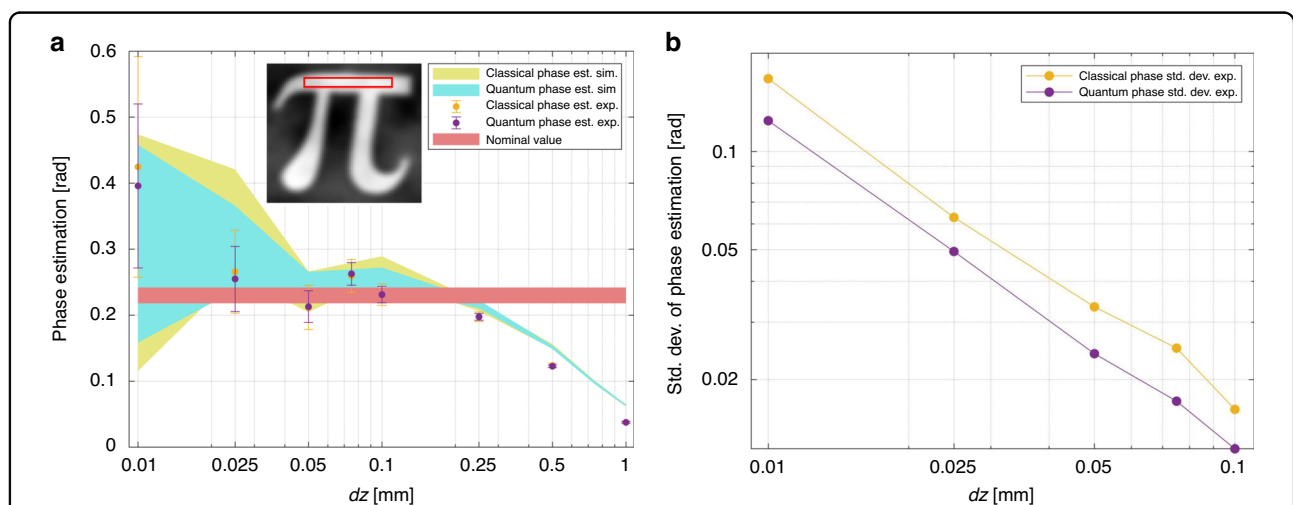 a
0.6
0.5
0.4
0.3
0.2
0.1
0
Phase estimation [rad]
π
Classical phase est. sim.
Quantum phase est. sim
Classical phase est. exp.
Quantum phase est. exp.
Nominal value
0.01 0.025 0.05 0.1 0.25 0.5 1
dz [mm]
b
0.1
0.05
0.02
Std. dev. of phase estimation [rad]
Classical phase std. dev. exp.
Quantum phase std. dev. exp.
0.01 0.025 0.05 0.1
dz [mm]